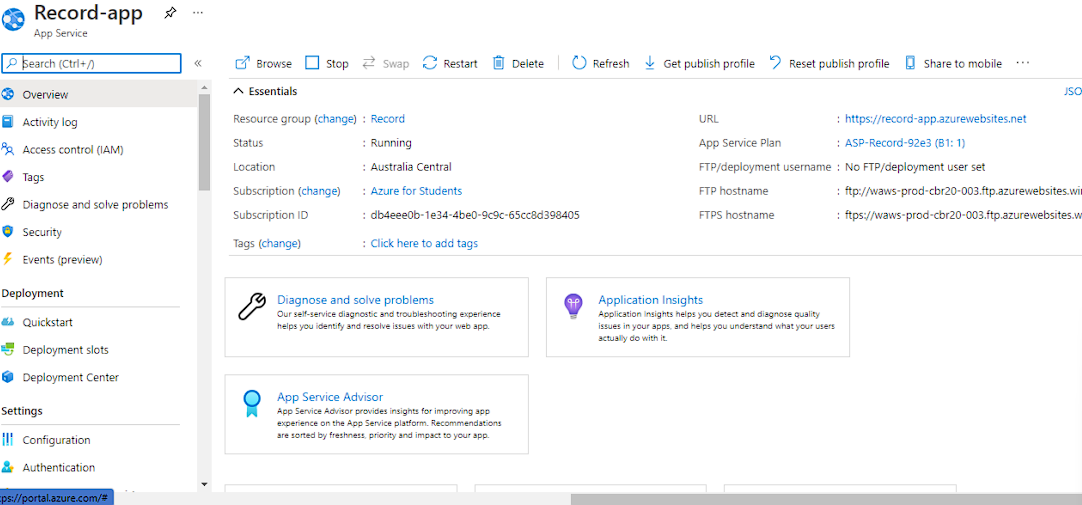 Record-app
App Service
Search (Ctrl+/)
Overview
Activity log
Access control (IAM)
Tags
Diagnose and solve problems
Security
Events (preview)
Deployment
Quickstart
Deployment slots
Deployment Center
Settings
Configuration
Authentication
tps://portal.azure.com/#
Browse Stop Swap Restart Delete Refresh Get publish profile Reset publish profile Share to mobile
Essentials JSO
Resource group (change) : Record
Status : Running
Location : Australia Central
Subscription (change) : Azure for Students
Subscription ID : db4eee0b-1e34-4be0-9c9c-65cc8d398405
Tags (change) : Click here to add tags
URL : https://record-app.azurewebsites.net
App Service Plan : ASP-Record-92e3 (B1: 1)
FTP/deployment username : No FTP/deployment user set
FTP hostname : ftp://waws-prod-cbr20-003.ftp.azurewebsites.wi
FTPS hostname : ftps://waws-prod-cbr20-003.ftp.azurewebsites.w
Diagnose and solve problems
Our self-service diagnostic and troubleshooting experience
helps you identify and resolve issues with your web app.
Application Insights
Application Insights helps you detect and diagnose quality
issues in your apps, and helps you understand what your users
actually do with it.
App Service Advisor
App Service Advisor provides insights for improving app
experience on the App Service platform. Recommendations
are sorted by freshness, priority and impact to your app.